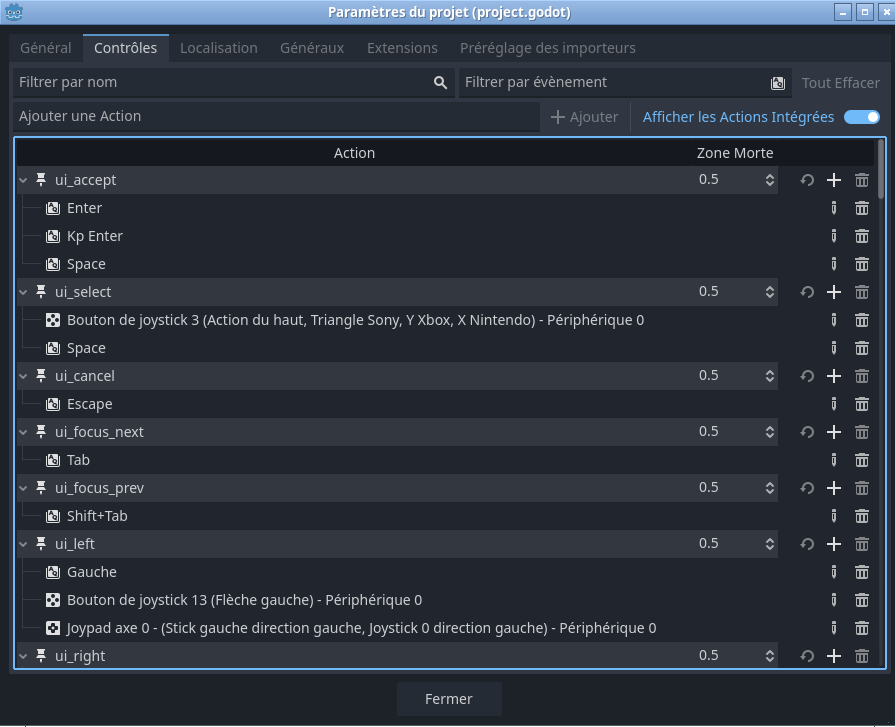 Paramètres du projet (project.godot)
Général Contrôles Localisation Généraux Extensions Préréglage des importeurs
Filtrer par nom Filtrer par évènement Tout Effacer
Ajouter une Action Ajouter Afficher les Actions Intégrées
Action Zone Morte
ui_accept 0.5
Enter
Kp Enter
Space
ui_select 0.5
Bouton de joystick 3 (Action du haut, Triangle Sony, Y Xbox, X Nintendo) - Périphérique 0
Space
ui_cancel 0.5
Escape
ui_focus_next 0.5
Tab
ui_focus_prev 0.5
Shift+Tab
ui_left 0.5
Gauche
Bouton de joystick 13 (Flèche gauche) - Périphérique 0
Joypad axe 0 - (Stick gauche direction gauche, Joystick 0 direction gauche) - Périphérique 0
ui_right 0.5
Fermer